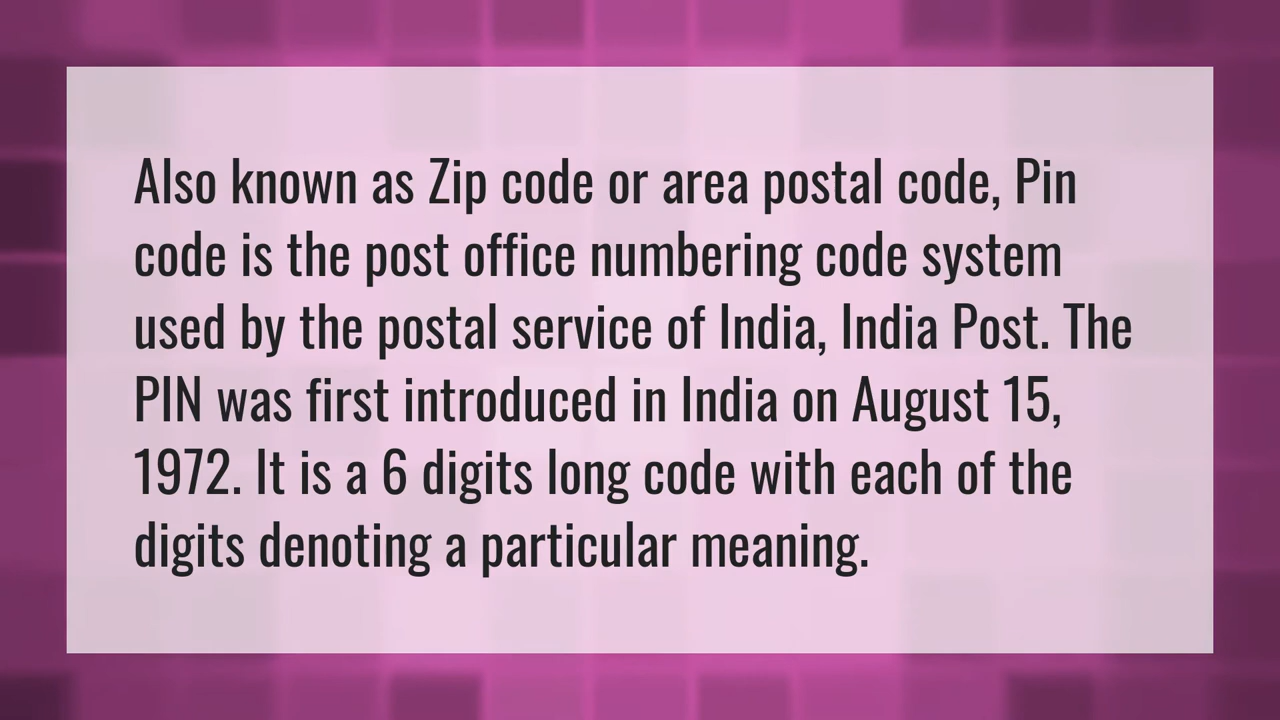 Also known as Zip code or area postal code, Pin
code is the post office numbering code system
used by the postal service of India, India Post. The
PIN was first introduced in India on August 15,
1972. It is a 6 digits long code with each of the
digits denoting a particular meaning.